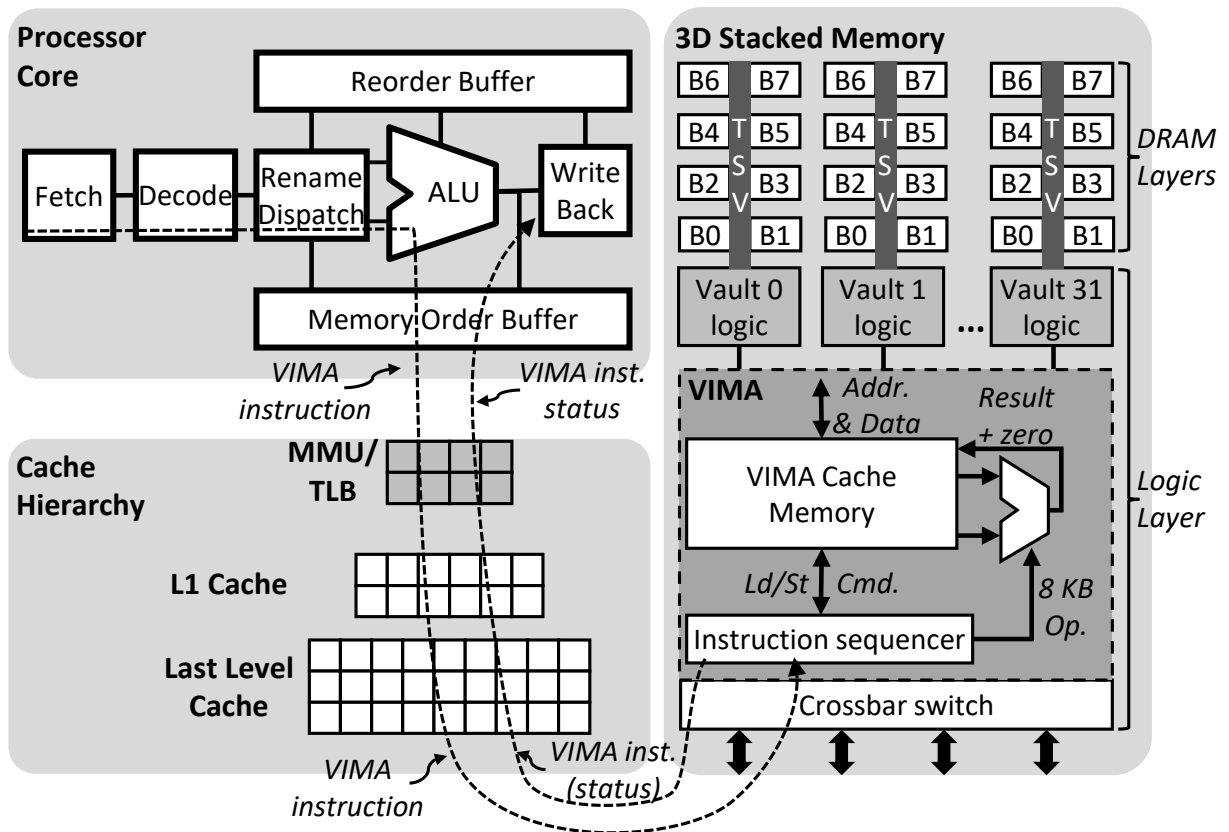 Processor
Core
Reorder Buffer
Fetch
Decode
Rename
Dispatch
ALU
Write
Back
Memory Order Buffer
VIMA
instruction
VIMA inst.
status
Cache
Hierarchy
MMU/
TLB
L1 Cache
Last Level
Cache
VIMA
instruction
VIMA inst.
(status)
3D Stacked Memory
B6 B7 B6 B7 B6 B7
B4 T B5 B4 T B5 B4 T B5
S S S
B2 B3 B2 B3 B2 B3
V V V
B0 B1 B0 B1 B0 B1
DRAM
Layers
Vault 0
logic
Vault 1
logic
...
Vault 31
logic
VIMA
Addr.
& Data
Result
+ zero
VIMA Cache
Memory
Ld/St Cmd.
8 KB
Op.
Instruction sequencer
Crossbar switch
Logic
Layer